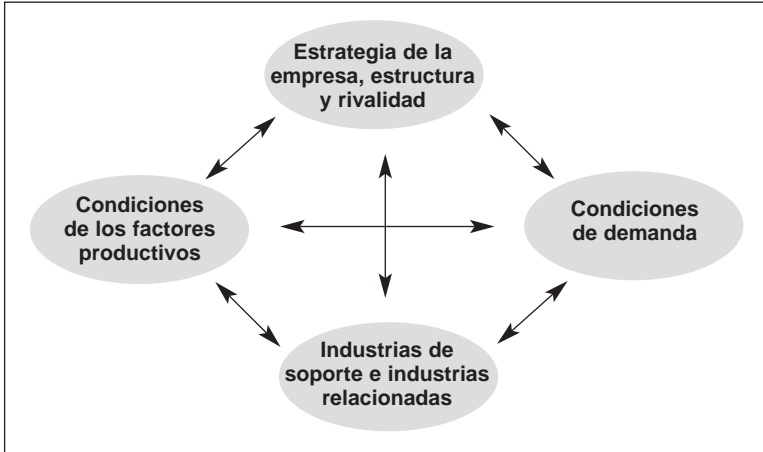 Estrategia de la
empresa, estructura
y rivalidad
Condiciones
de los factores
productivos
Condiciones
de demanda
Industrias de
soporte e industrias
relacionadas